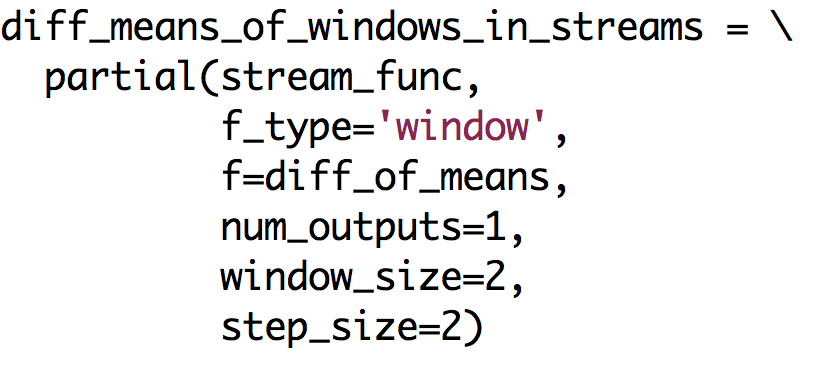 diff_means_of_windows_in_streams = \
  partial(stream_func,
          f_type='window',
          f=diff_of_means,
          num_outputs=1,
          window_size=2,
          step_size=2)